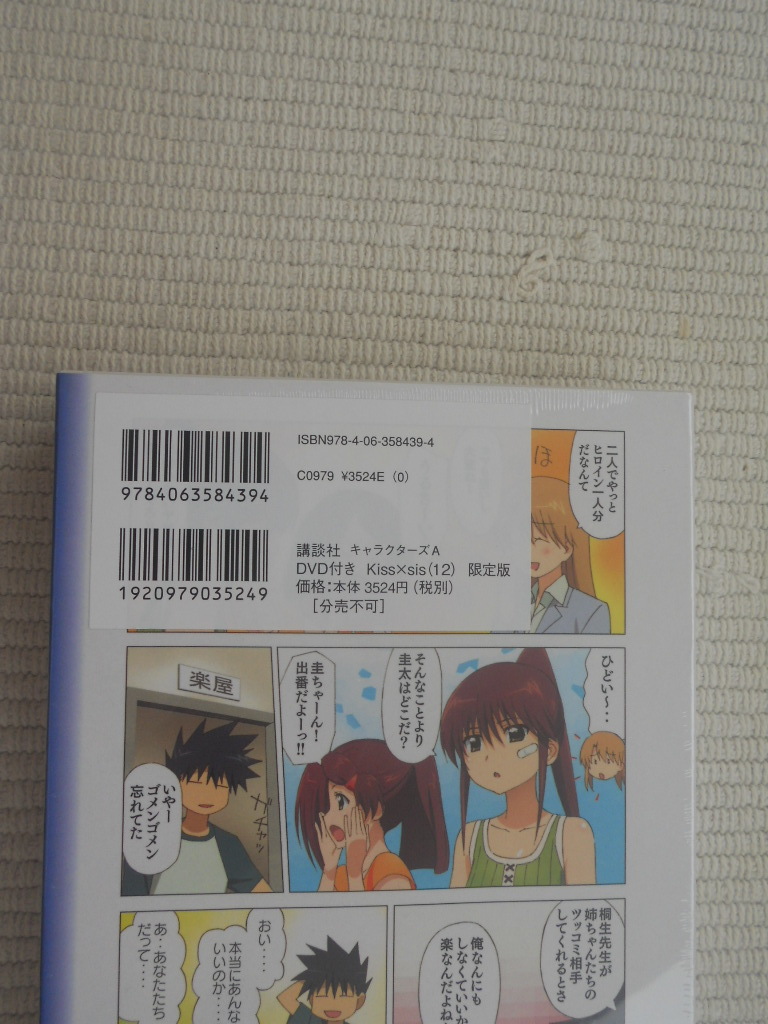 ISBN978-4-06-358439-4
C0979 ¥3524E (0)
9784063584394
1920979035249
講談社 キャラクターズA
DVD付き Kiss×sis(12) 限定版
価格:本体 3524円(税別)
[分売不可]
ほ
二人でやっと
ヒロイン一人分
だなんて
ひどい〜‥
そんなことより
圭太はどこだ?
圭ちゃーん!
出番だよーっ!!
楽屋
ガチャッ
いやー
ゴメンゴメン
忘れてた
桐生先生が
姉ちゃんたちの
ツッコミ相手
してくれるとさ
俺なんにも
しなくていいか
楽なんだよね
おい‥‥
本当にあんな
いいのか‥‥
あ‥あなたたち
だって‥‥